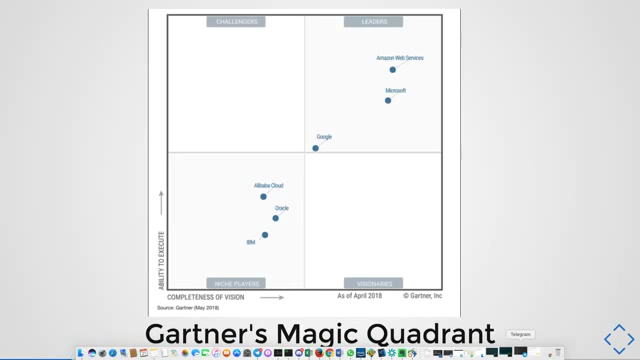 CHALLENGERS
LEADERS
Amazon Web Services
Microsoft
Google
Alibaba Cloud
Oracle
IBM
ABILITY TO EXECUTE
NICHE PLAYERS
VISIONARIES
COMPLETENESS OF VISION
As of April 2018
© Gartner, Inc
Source: Gartner (May 2018)
Gartner's Magic Quadrant
Telegram